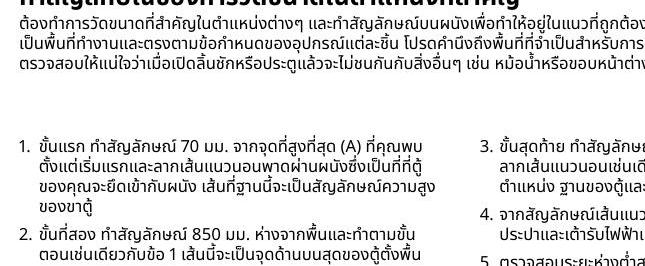 ต้องทำการวัดขนาดที่สำคัญในตำแหน่งต่างๆ และทำสัญลักษณ์บนผนังเพื่อทำให้อยู่ในแนวที่ถูกต้อง
เป็นพื้นที่ทำงานและตรงตามข้อกำหนดของอุปกรณ์แต่ละชิ้น โปรดคำนึงถึงพื้นที่ที่จำเป็นสำหรับการ
ตรวจสอบให้แน่ใจว่าเมื่อเปิดลิ้นชักหรือประตูแล้วจะไม่ชนกันกับสิ่งอื่นๆ เช่น หม้อน้ำหรือขอบหน้าต่าง
1. ขั้นแรก ทำสัญลักษณ์ 70 มม. จากจุดที่สูงที่สุด (A) ที่คุณพบ
ตั้งแต่เริ่มแรกและลากเส้นแนวนอนพาดผ่านผนังซึ่งเป็นที่ที่ตู้
ของคุณจะยึดเข้ากับผนัง เส้นที่ฐานนี้จะเป็นสัญลักษณ์ความสูง
ของขาตู้
2. ขั้นที่สอง ทำสัญลักษณ์ 850 มม. ห่างจากพื้นและทำตามขั้น
ตอนเช่นเดียวกับข้อ 1 เส้นนี้จะเป็นจุดด้านบนสุดของตู้ตั้งพื้น
3. ขั้นสุดท้าย ทำสัญลักษ
ลากเส้นแนวนอนเช่นเดี
ตำแหน่ง ฐานของตู้และ
4. จากสัญลักษณ์เส้นแนว
ประปาและเต้ารับไฟฟ้าเ
5. ตรวจสอบระยะห่างต่ำส